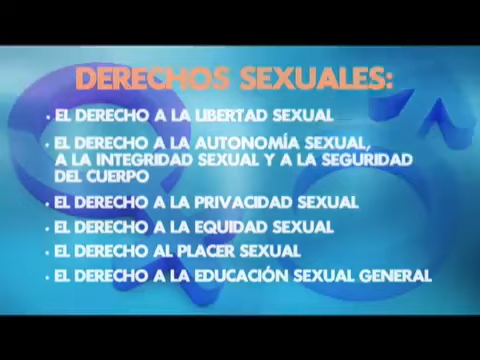 DERECHOS SEXUALES:
• EL DERECHO A LA LIBERTAD SEXUAL
• EL DERECHO A LA AUTONOMÍA SEXUAL,
A LA INTEGRIDAD SEXUAL Y A LA SEGURIDAD
DEL CUERPO
• EL DERECHO A LA PRIVACIDAD SEXUAL
• EL DERECHO A LA EQUIDAD SEXUAL
• EL DERECHO AL PLACER SEXUAL
• EL DERECHO A LA EDUCACIÓN SEXUAL GENERAL